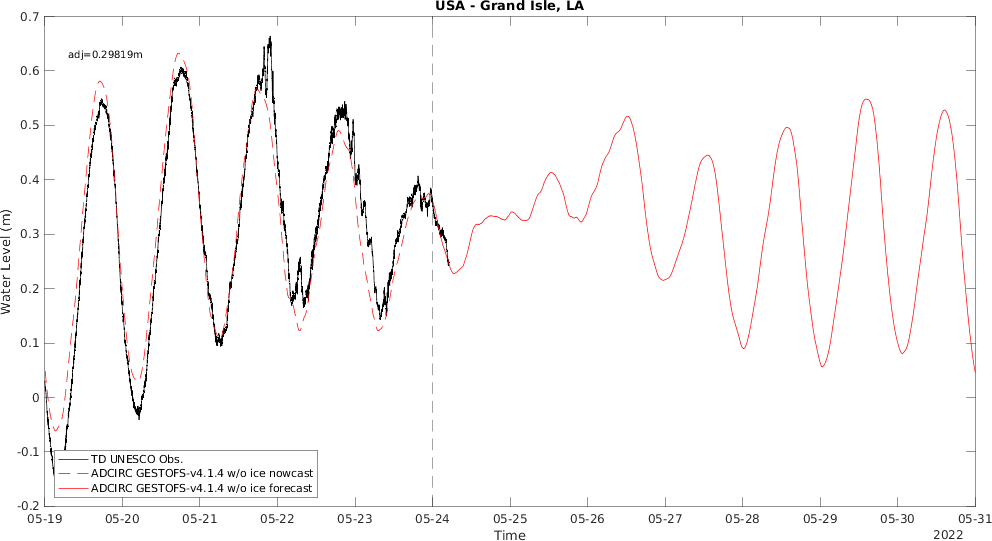 USA - Grand Isle, LA
adj=0.29819m
0.7
0.6
0.5
0.4
0.3
0.2
0.1
0
-0.1
-0.2
Water Level (m)
TD UNESCO Obs.
ADCIRC GESTOFS-v4.1.4 w/o ice nowcast
ADCIRC GESTOFS-v4.1.4 w/o ice forecast
05-19 05-20 05-21 05-22 05-23 05-24 05-25 05-26 05-27 05-28 05-29 05-30 05-31
Time
2022